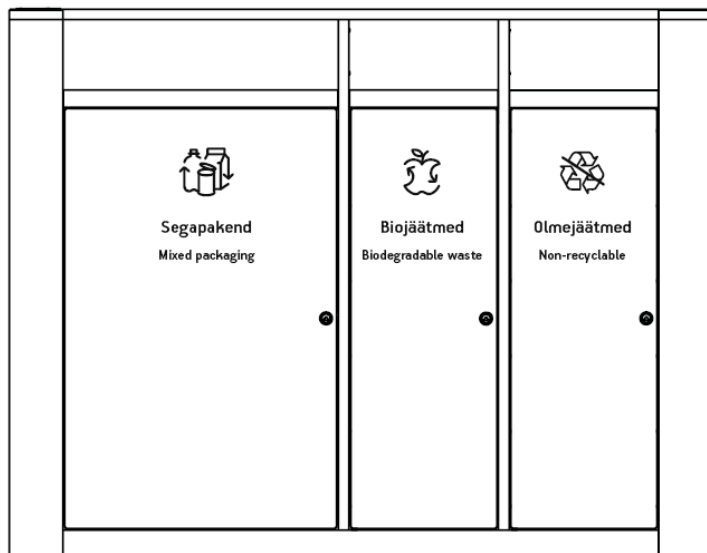 Segapakend
Mixed packaging
Biojäätmed
Biodegradable waste
Olmejäätmed
Non-recyclable